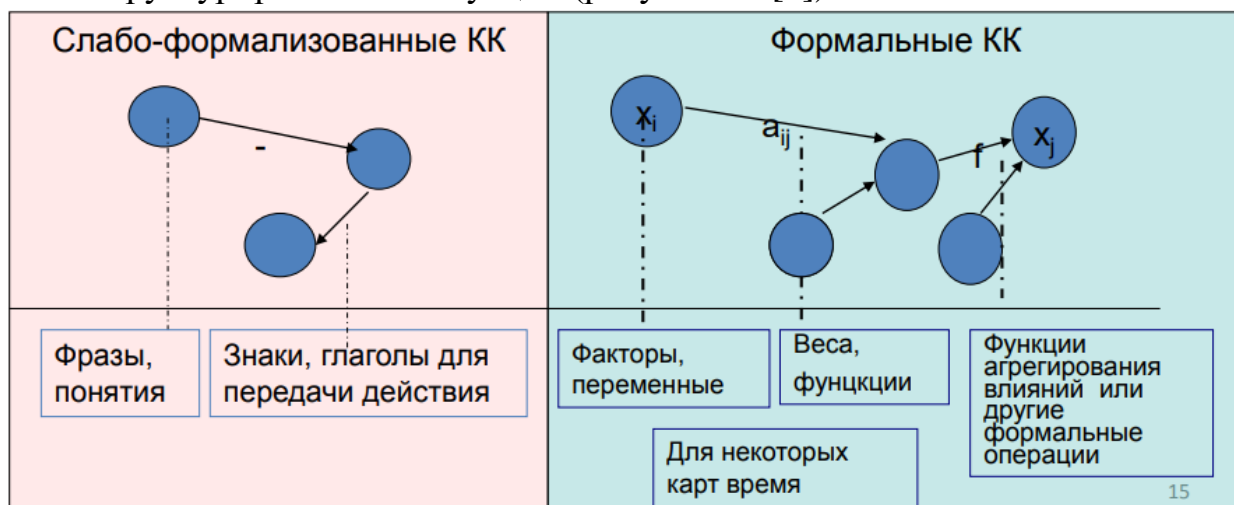 Слабо-формализованные КК
Формальные КК
-
xi
aij
f
xj
Фразы,
понятия
Знаки, глаголы для
передачи действия
Факторы,
переменные
Веса,
фунцкции
Функции
агрегирования
влияний или
другие
формальные
операции
Для некоторых
карт время
15